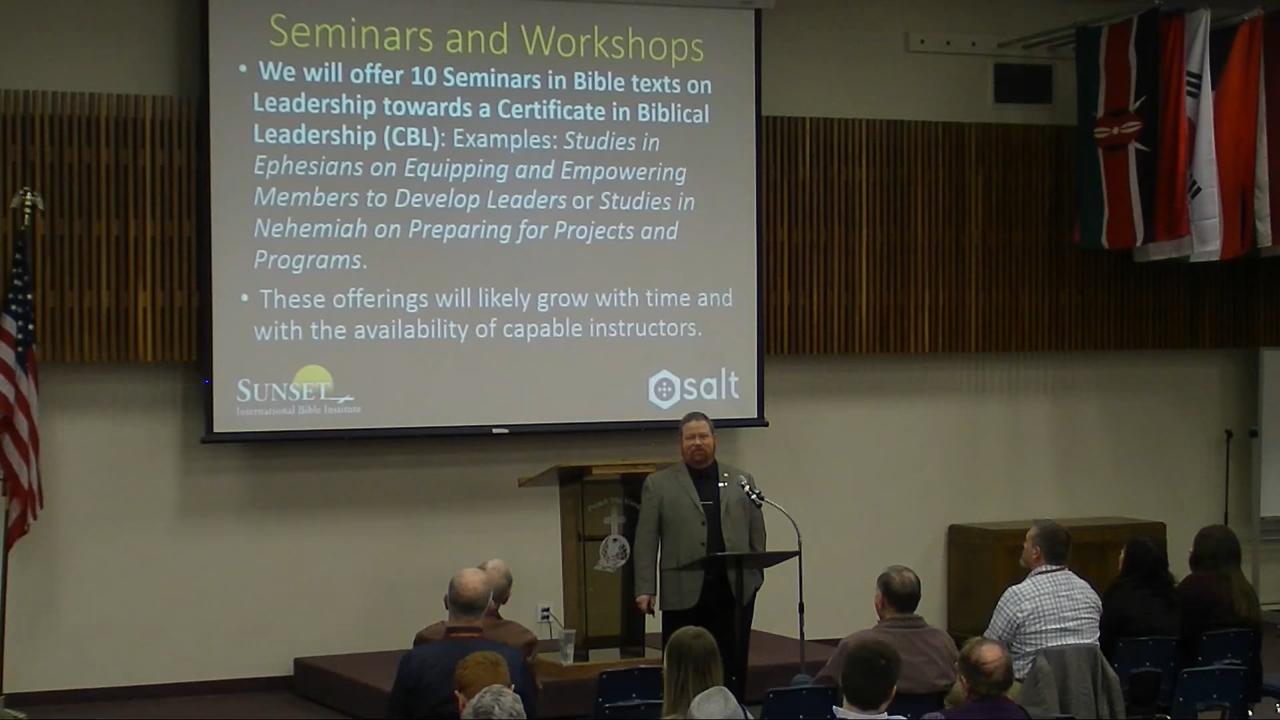 Seminars and Workshops
• We will offer 10 Seminars in Bible texts on
Leadership towards a Certificate in Biblical
Leadership (CBL): Examples: Studies in
Ephesians on Equipping and Empowering
Members to Develop Leaders or Studies in
Nehemiah on Preparing for Projects and
Programs.
• These offerings will likely grow with time and
with the availability of capable instructors.
SUNSET
International Bible Institute
salt